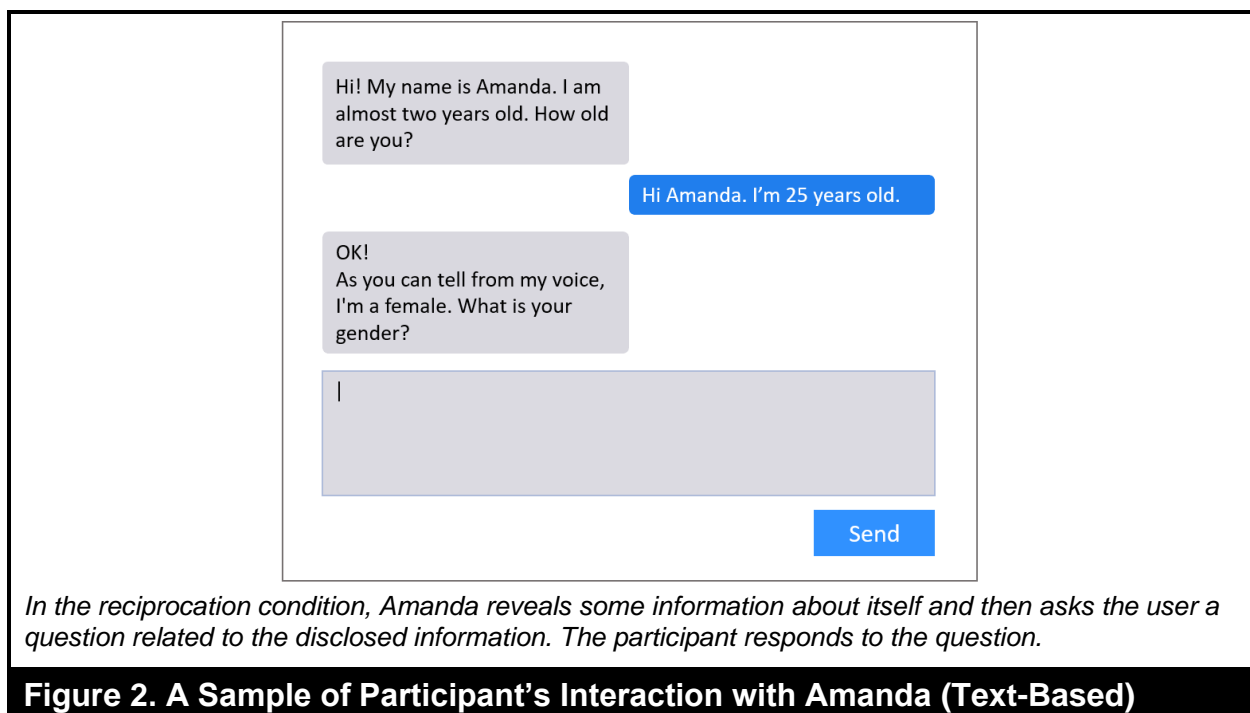 Hi! My name is Amanda. I am
almost two years old. How old
are you?
Hi Amanda. I’m 25 years old.
OK!
As you can tell from my voice,
I'm a female. What is your
gender?
Send
In the reciprocation condition, Amanda reveals some information about itself and then asks the user a
question related to the disclosed information. The participant responds to the question.
Figure 2. A Sample of Participant’s Interaction with Amanda (Text-Based)